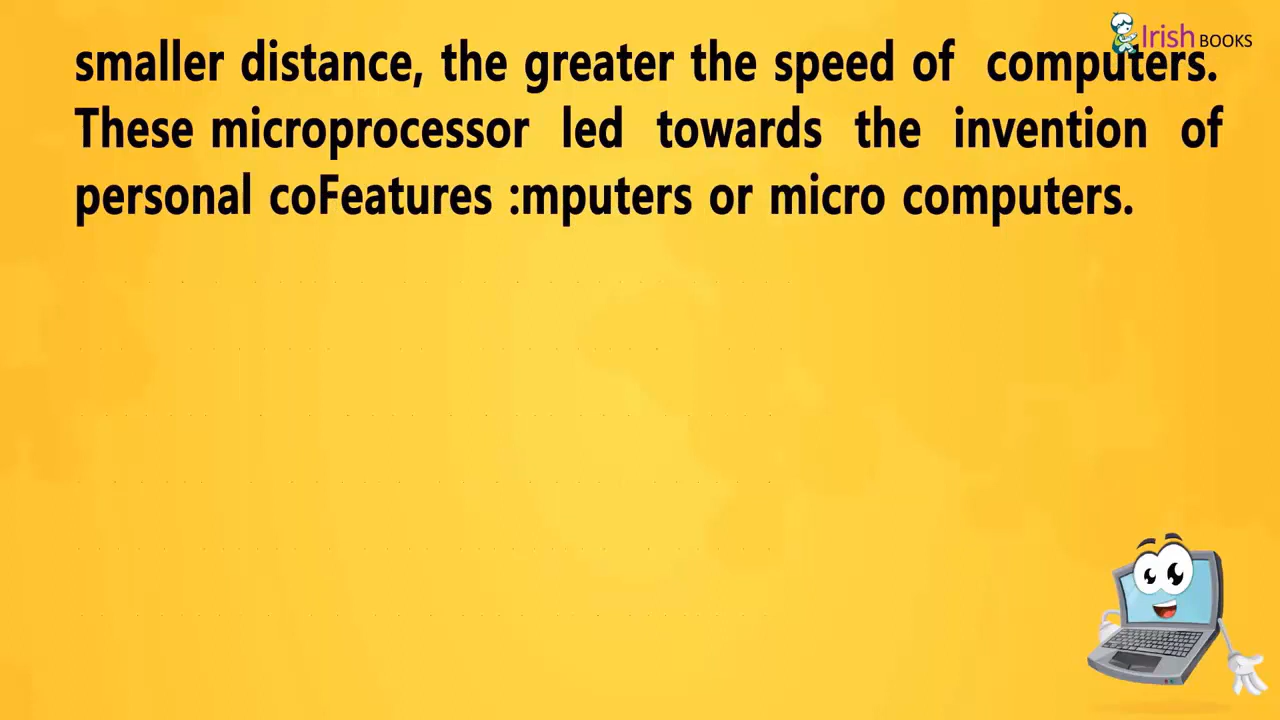 Irish BOOKS
smaller distance, the greater the speed of computers.
These microprocessor led towards the invention of
personal coFeatures :mputers or micro computers.